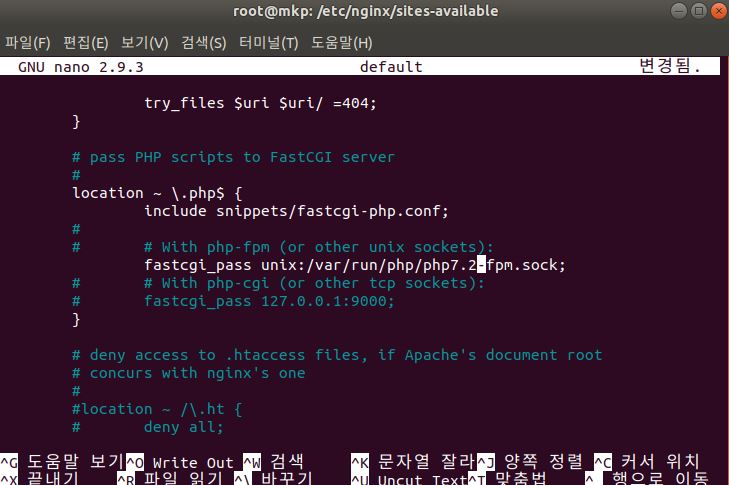 root@mkp: /etc/nginx/sites-available
파일(F) 편집(E) 보기(V) 검색(S) 터미널(T) 도움말(H)
GNU nano 2.9.3 default 변경됨.
try_files $uri $uri/ =404;
}
# pass PHP scripts to FastCGI server
#
location ~ \.php$ {
include snippets/fastcgi-php.conf;
#
# # With php-fpm (or other unix sockets):
fastcgi_pass unix:/var/run/php/php7.2-fpm.sock;
# # With php-cgi (or other tcp sockets):
# fastcgi_pass 127.0.0.1:9000;
}
# deny access to .htaccess files, if Apache's document root
# concurs with nginx's one
#
#location ~ /\.ht {
# deny all;
^G 도움말 보기 ^O Write Out ^W 검색 ^K 문자열 잘라 ^J 양쪽 정렬 ^C 커서 위치
^X 끝내기 ^R 파일 읽기 ^\ 바꾸기 ^U Uncut Text ^T 맞춤법 ^_ 행으로 이동